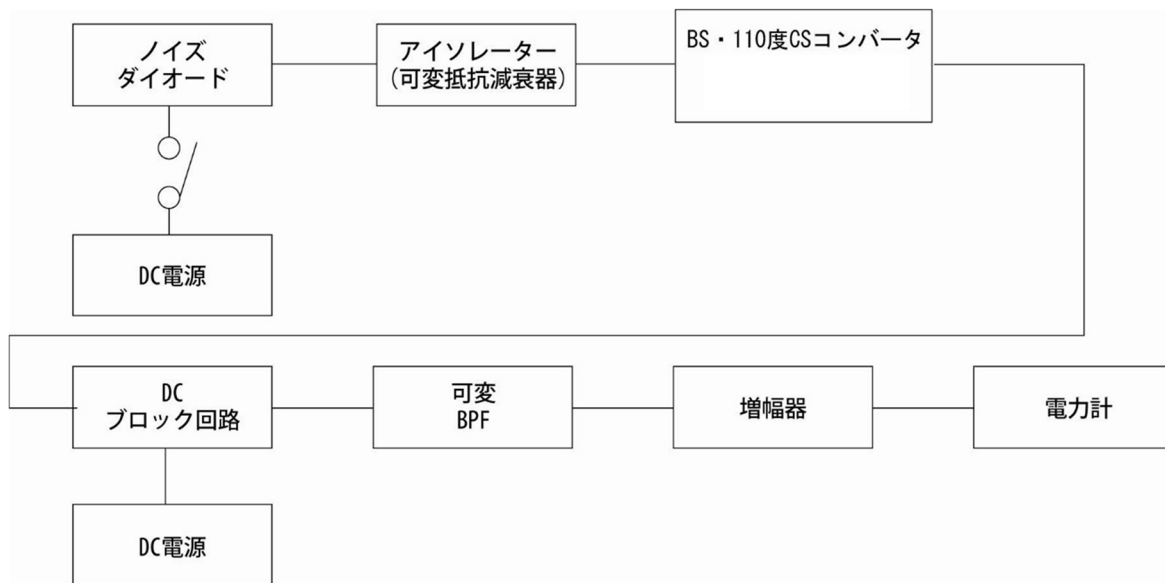 ノイズ
ダイオード
アイソレーター
（可変抵抗減衰器）
BS・110度CSコンバータ
DC電源
DC
ブロック回路
可変
BPF
増幅器
電力計
DC電源